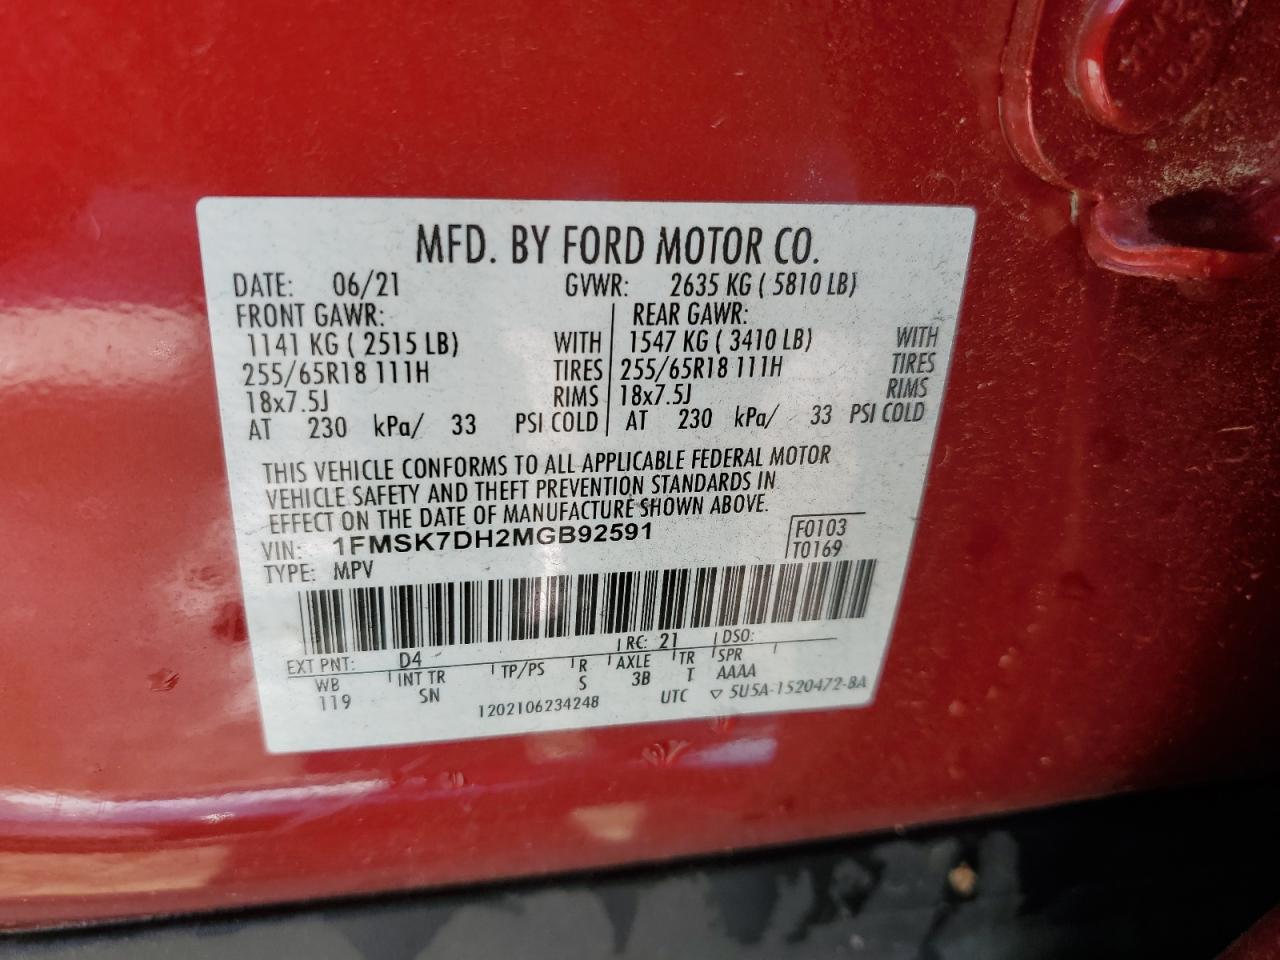 MFD. BY FORD MOTOR CO.
DATE: 06/21 GVWR: 2635 KG ( 5810 LB)
FRONT GAWR: REAR GAWR:
1141 KG ( 2515 LB) WITH 1547 KG ( 3410 LB) WITH
255/65R18 111H TIRES 255/65R18 111H TIRES
18x7.5J RIMS 18x7.5J RIMS
AT 230 kPa/ 33 PSI COLD AT 230 kPa/ 33 PSI COLD
THIS VEHICLE CONFORMS TO ALL APPLICABLE FEDERAL MOTOR
VEHICLE SAFETY AND THEFT PREVENTION STANDARDS IN
EFFECT ON THE DATE OF MANUFACTURE SHOWN ABOVE.
VIN: 1FMSK7DH2MGB92591 F0103
TYPE: MPV T0169
EXT PNT: D4 RC: 21 DSO:
WB INT TR TP/PS R AXLE TR SPR
119 SN S 3B T AAAA
1202106234248 UTC ▽ 5U5A-1520472-BA